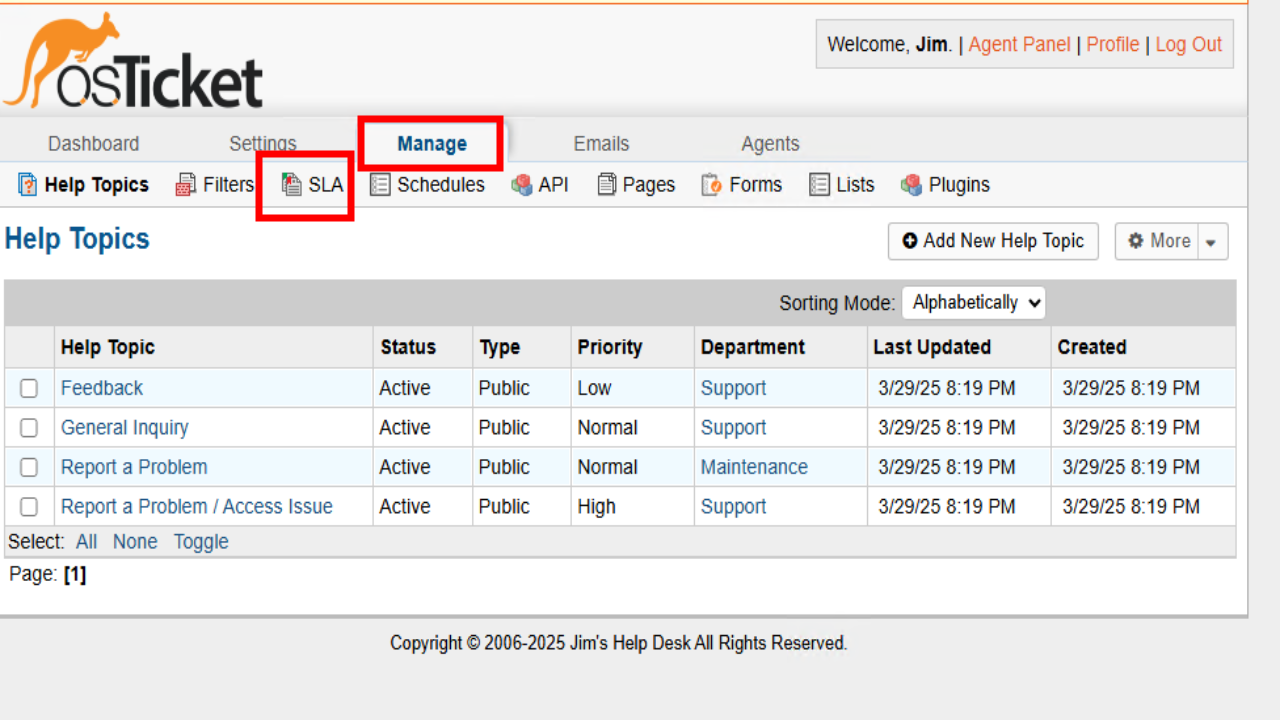 osTicket
Welcome, Jim. | Agent Panel | Profile | Log Out
Dashboard Settings Manage Emails Agents
Help Topics Filters SLA Schedules API Pages Forms Lists Plugins
Help Topics Add New Help Topic More
Sorting Mode: Alphabetically
Help Topic Status Type Priority Department Last Updated Created
Feedback Active Public Low Support 3/29/25 8:19 PM 3/29/25 8:19 PM
General Inquiry Active Public Normal Support 3/29/25 8:19 PM 3/29/25 8:19 PM
Report a Problem Active Public Normal Maintenance 3/29/25 8:19 PM 3/29/25 8:19 PM
Report a Problem / Access Issue Active Public High Support 3/29/25 8:19 PM 3/29/25 8:19 PM
Select: All None Toggle
Page: [1]
Copyright © 2006-2025 Jim's Help Desk All Rights Reserved.